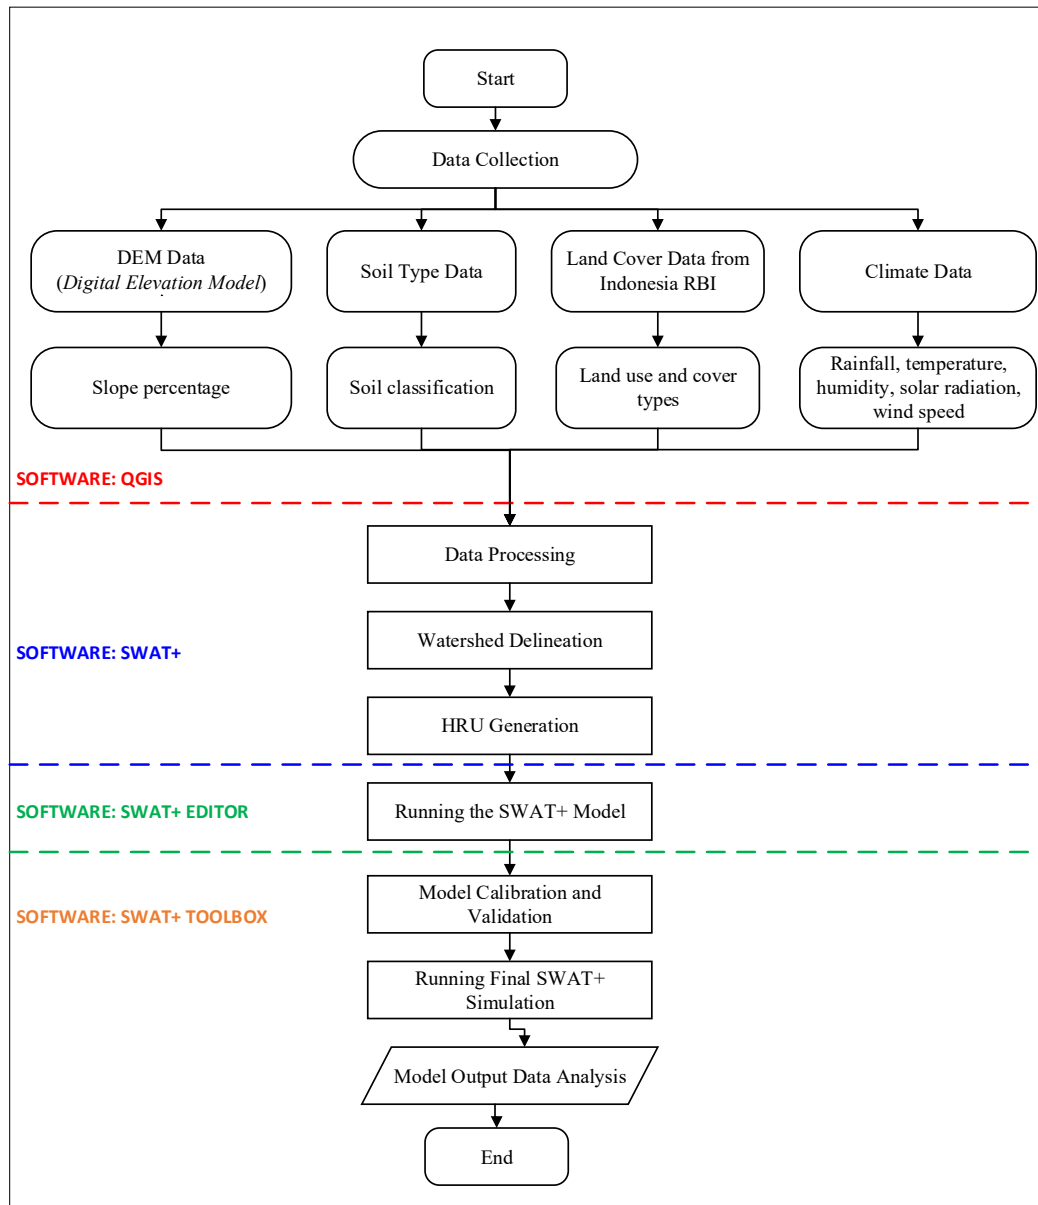 Start
Data Collection
DEM Data
(Digital Elevation Model)
.
Soil Type Data
Land Cover Data from
Indonesia RBI
Climate Data
Slope percentage
Soil classification
Land use and cover
types
Rainfall, temperature,
humidity, solar radiation,
wind speed
SOFTWARE: QGIS
Data Processing
Watershed Delineation
SOFTWARE: SWAT+
HRU Generation
SOFTWARE: SWAT+ EDITOR
Running the SWAT+ Model
Model Calibration and
Validation
SOFTWARE: SWAT+ TOOLBOX
Running Final SWAT+
Simulation
Model Output Data Analysis
End